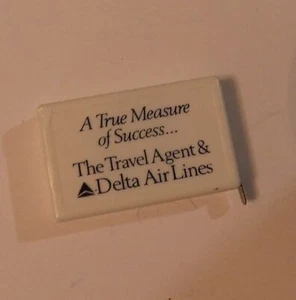 A True Measure
of Success...
The Travel Agent &
Delta Air Lines